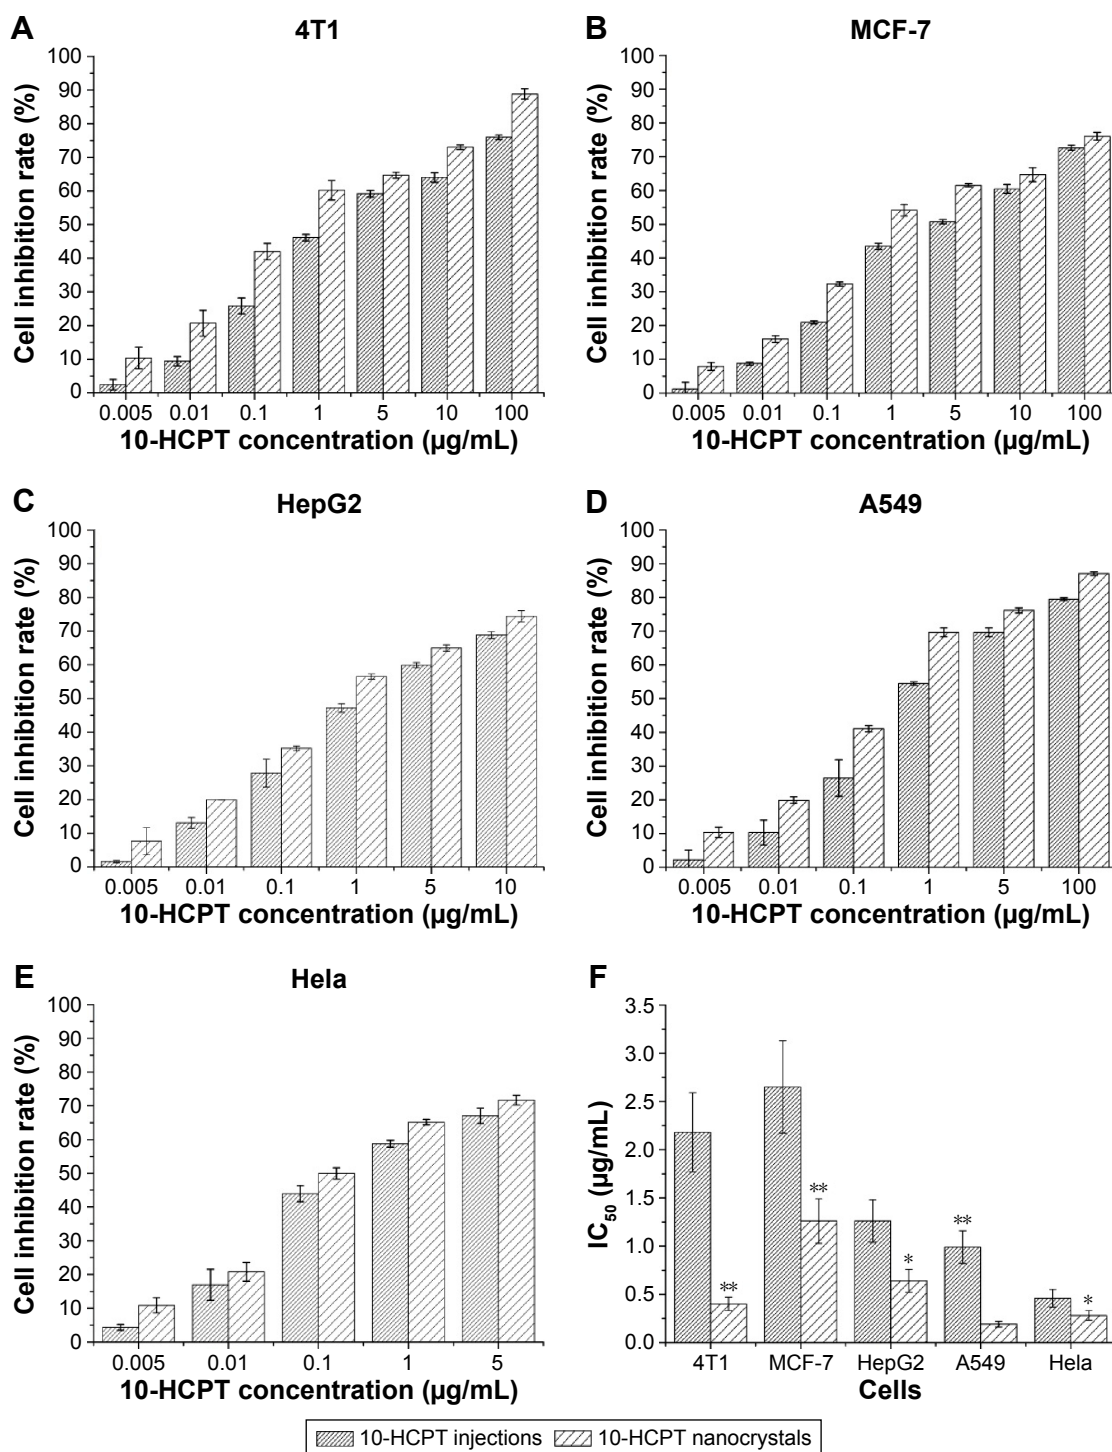 A
4T1
Cell inhibition rate (%)
100
90
80
70
60
50
40
30
20
10
0
0.005 0.01 0.1 1 5 10 100
10-HCPT concentration (µg/mL)
B
MCF-7
Cell inhibition rate (%)
100
90
80
70
60
50
40
30
20
10
0
0.005 0.01 0.1 1 5 10 100
10-HCPT concentration (µg/mL)
C
HepG2
Cell inhibition rate (%)
100
90
80
70
60
50
40
30
20
10
0
0.005 0.01 0.1 1 5 10
10-HCPT concentration (µg/mL)
D
A549
Cell inhibition rate (%)
100
90
80
70
60
50
40
30
20
10
0
0.005 0.01 0.1 1 5 100
10-HCPT concentration (µg/mL)
E
Hela
Cell inhibition rate (%)
100
90
80
70
60
50
40
30
20
10
0
0.005 0.01 0.1 1 5
10-HCPT concentration (µg/mL)
F
IC50 (µg/mL)
3.5
3.0
2.5
2.0
1.5
1.0
0.5
0.0
** ** * ** *
4T1 MCF-7 HepG2 A549 Hela
Cells
10-HCPT injections 10-HCPT nanocrystals